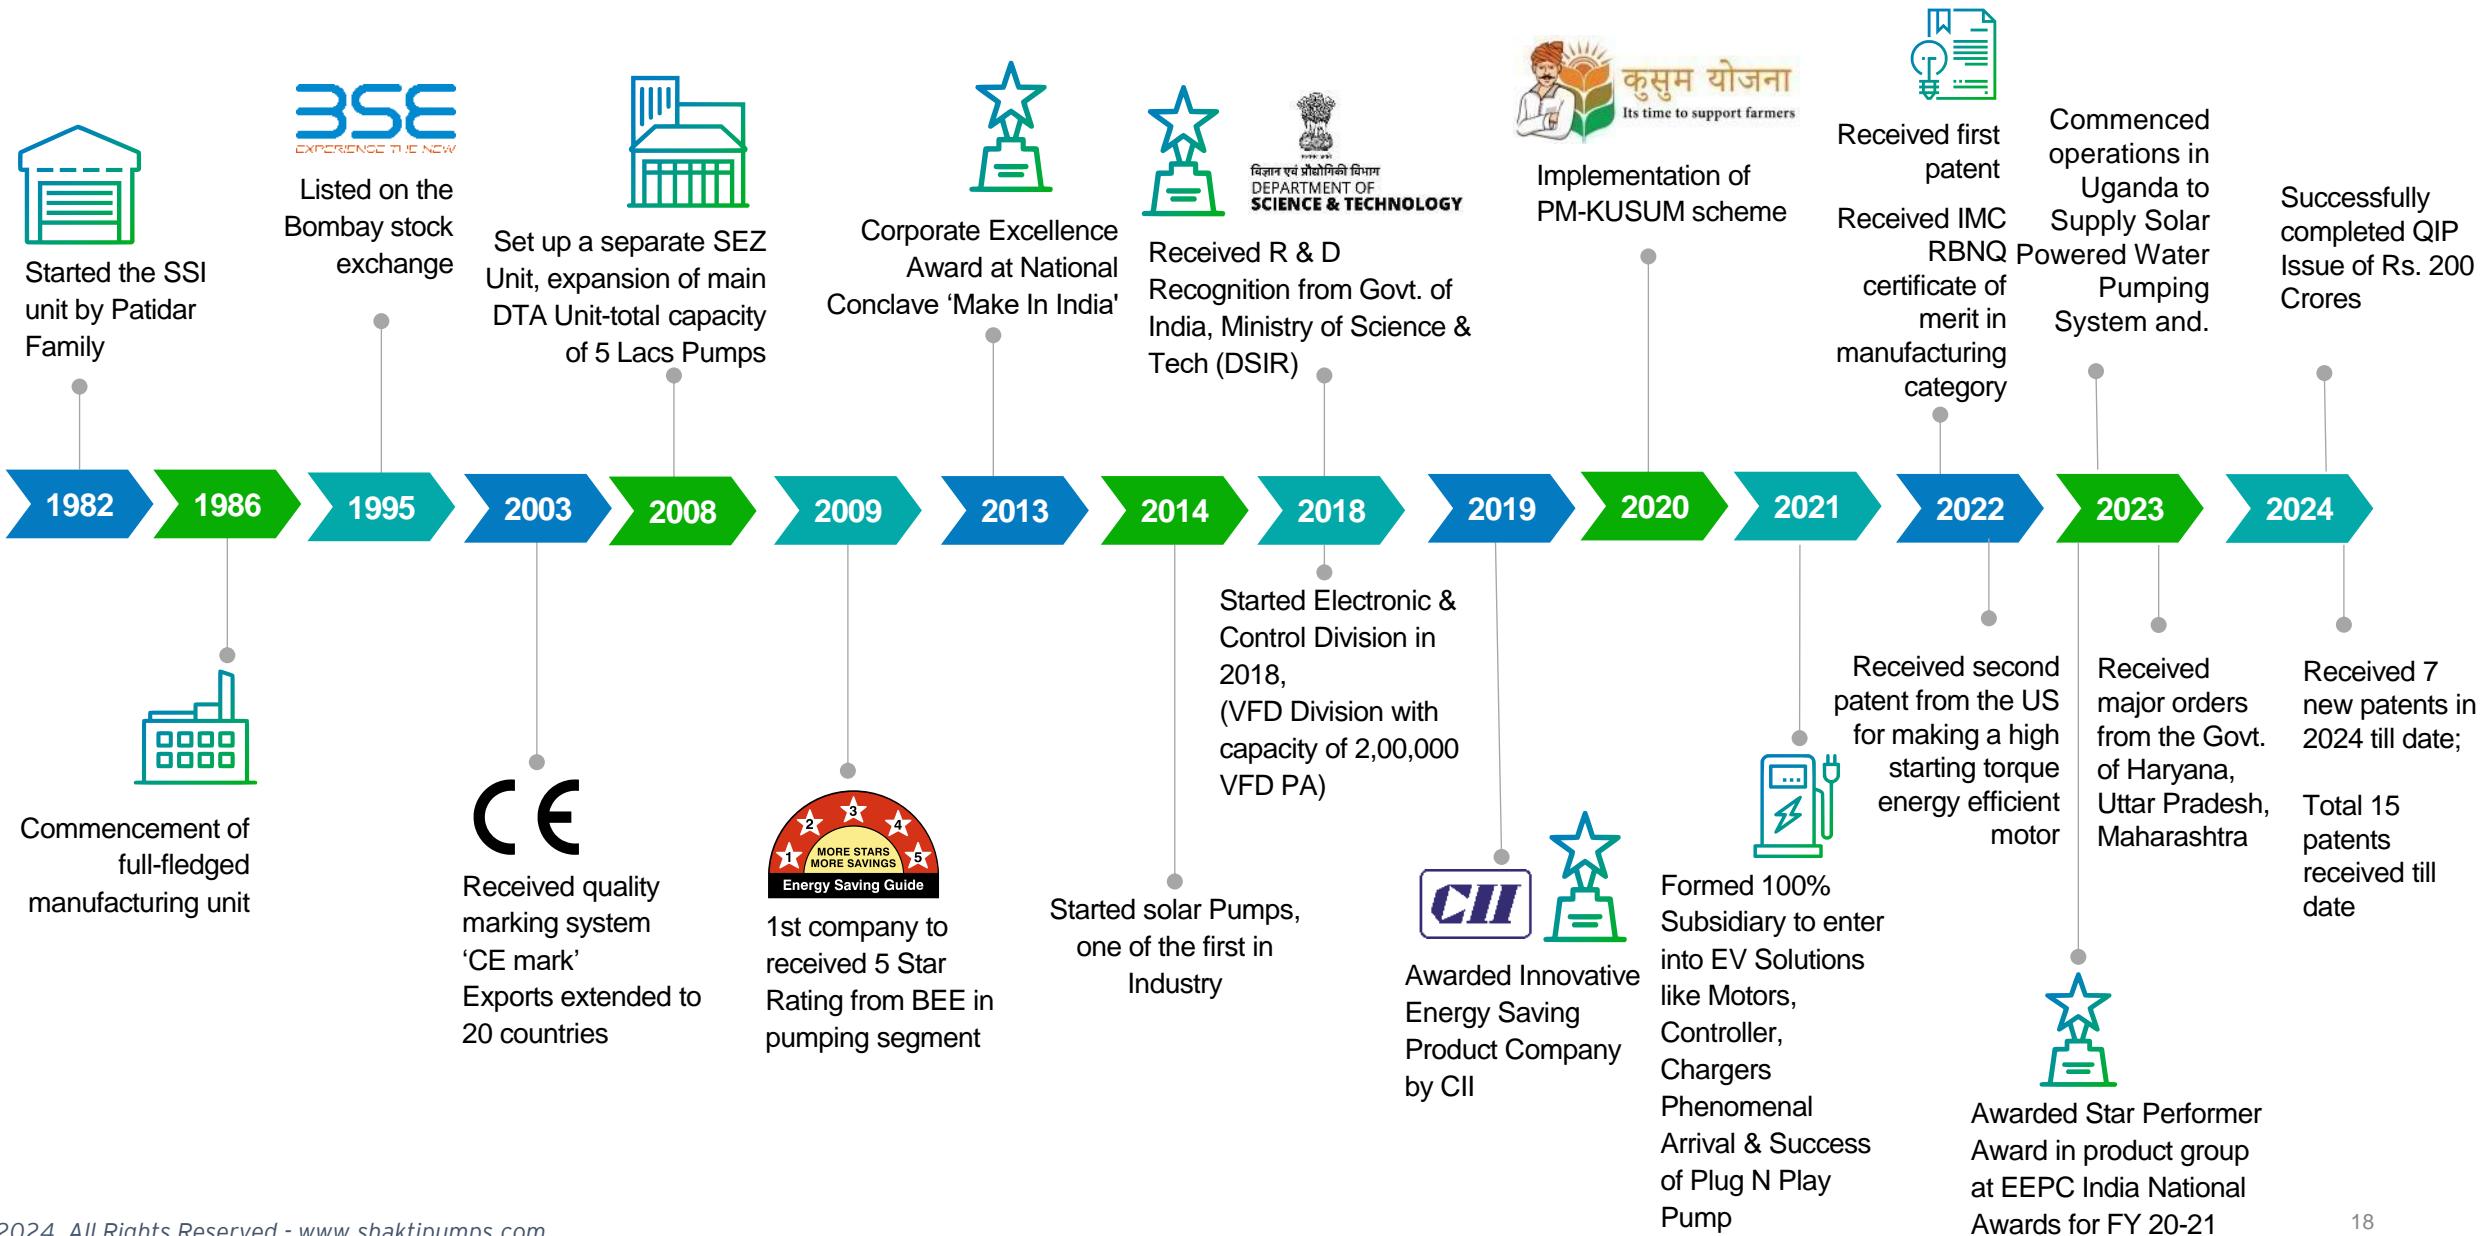 BSE
EXPERIENCE THE NEW
Started the SSI
unit by Patidar
Family
Listed on the
Bombay stock
exchange
Set up a separate SEZ
Unit, expansion of main
DTA Unit-total capacity
of 5 Lacs Pumps
Corporate Excellence
Award at National
Conclave ‘Make In India'
विज्ञान एवं प्रौद्योगिकी विभाग
DEPARTMENT OF
SCIENCE & TECHNOLOGY
Received R & D
Recognition from Govt. of
India, Ministry of Science &
Tech (DSIR)
कुसुम योजना
Its time to support farmers
Implementation of
PM-KUSUM scheme
Received first
patent
Received IMC
RBNQ
certificate of
merit in
manufacturing
category
Commenced
operations in
Uganda to
Supply Solar
Powered Water
Pumping
System and.
Successfully
completed QIP
Issue of Rs. 200
Crores
1982
1986
1995
2003
2008
2009
2013
2014
2018
2019
2020
2021
2022
2023
2024
Commencement of
full-fledged
manufacturing unit
CE
Received quality
marking system
‘CE mark’
Exports extended to
20 countries
1 2 3 4 5
MORE STARS
MORE SAVINGS
Energy Saving Guide
1st company to
received 5 Star
Rating from BEE in
pumping segment
Started solar Pumps,
one of the first in
Industry
Started Electronic &
Control Division in
2018,
(VFD Division with
capacity of 2,00,000
VFD PA)
CII
Awarded Innovative
Energy Saving
Product Company
by CII
Formed 100%
Subsidiary to enter
into EV Solutions
like Motors,
Controller,
Chargers
Phenomenal
Arrival & Success
of Plug N Play
Pump
Received second
patent from the US
for making a high
starting torque
energy efficient
motor
Received
major orders
from the Govt.
of Haryana,
Uttar Pradesh,
Maharashtra
Awarded Star Performer
Award in product group
at EEPC India National
Awards for FY 20-21
Received 7
new patents in
2024 till date;
Total 15
patents
received till
date
2024. All Rights Reserved - www.shaktipumps.com
18